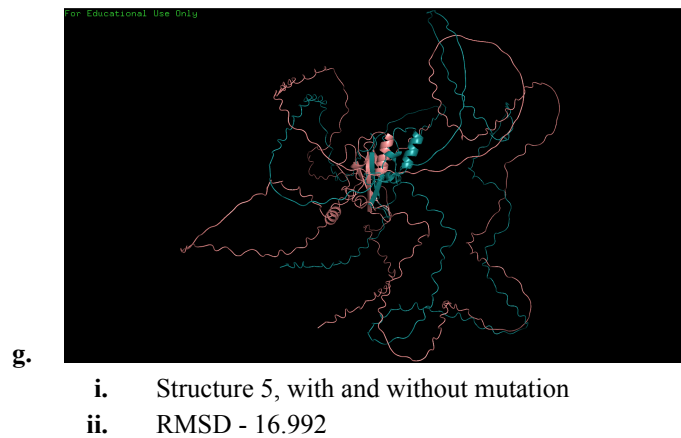 For Educational Use Only
g.
i. Structure 5, with and without mutation
ii. RMSD - 16.992